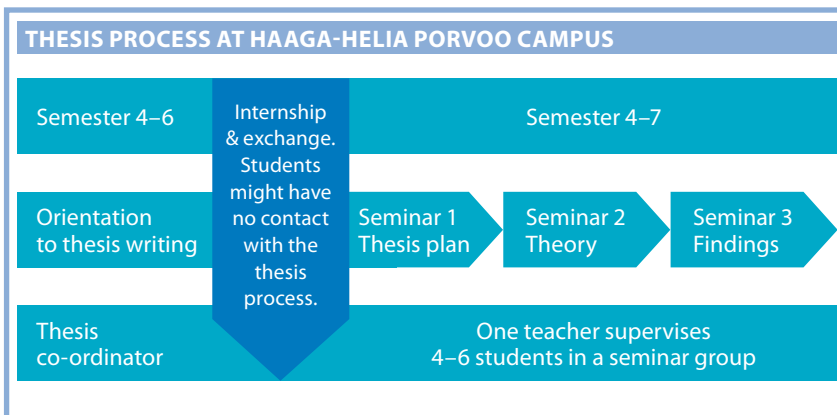 THESIS PROCESS AT HAAGA-HELIA PORVOO CAMPUS
Semester 4–6
Internship
& exchange.
Students
might have
no contact
with the
thesis
process.
Semester 4–7
Orientation
to thesis writing
Seminar 1
Thesis plan
Seminar 2
Theory
Seminar 3
Findings
Thesis
co-ordinator
One teacher supervises
4–6 students in a seminar group